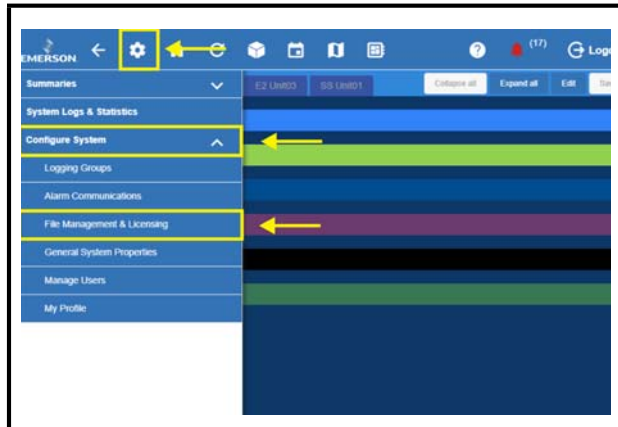 EMERSON
(17)
Summaries
E2 Unit03 SS Unit01
Collapse all Expand all Edit
System Logs & Statistics
Configure System
Logging Groups
Alarm Communications
File Management & Licensing
General System Properties
Manage Users
My Profile